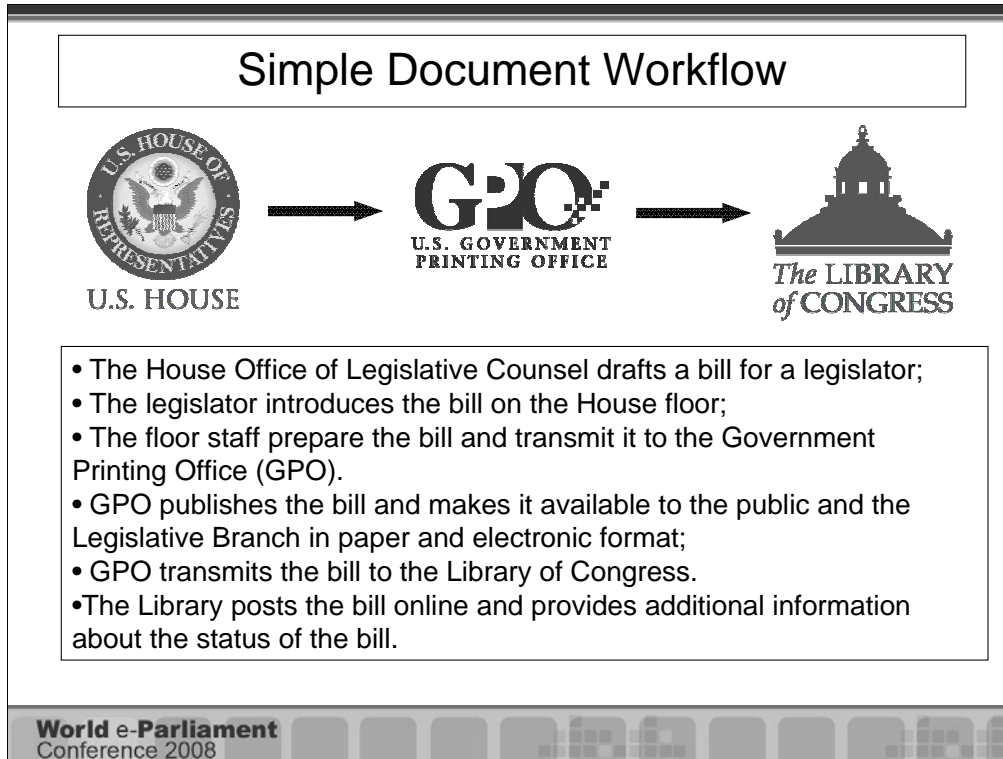 Simple Document Workflow
U.S. HOUSE OF
REPRESENTATIVES
U.S. HOUSE
GPO
U.S. GOVERNMENT
PRINTING OFFICE
The LIBRARY
of CONGRESS
• The House Office of Legislative Counsel drafts a bill for a legislator;
• The legislator introduces the bill on the House floor;
• The floor staff prepare the bill and transmit it to the Government
Printing Office (GPO).
• GPO publishes the bill and makes it available to the public and the
Legislative Branch in paper and electronic format;
• GPO transmits the bill to the Library of Congress.
•The Library posts the bill online and provides additional information
about the status of the bill.
World e-Parliament
Conference 2008